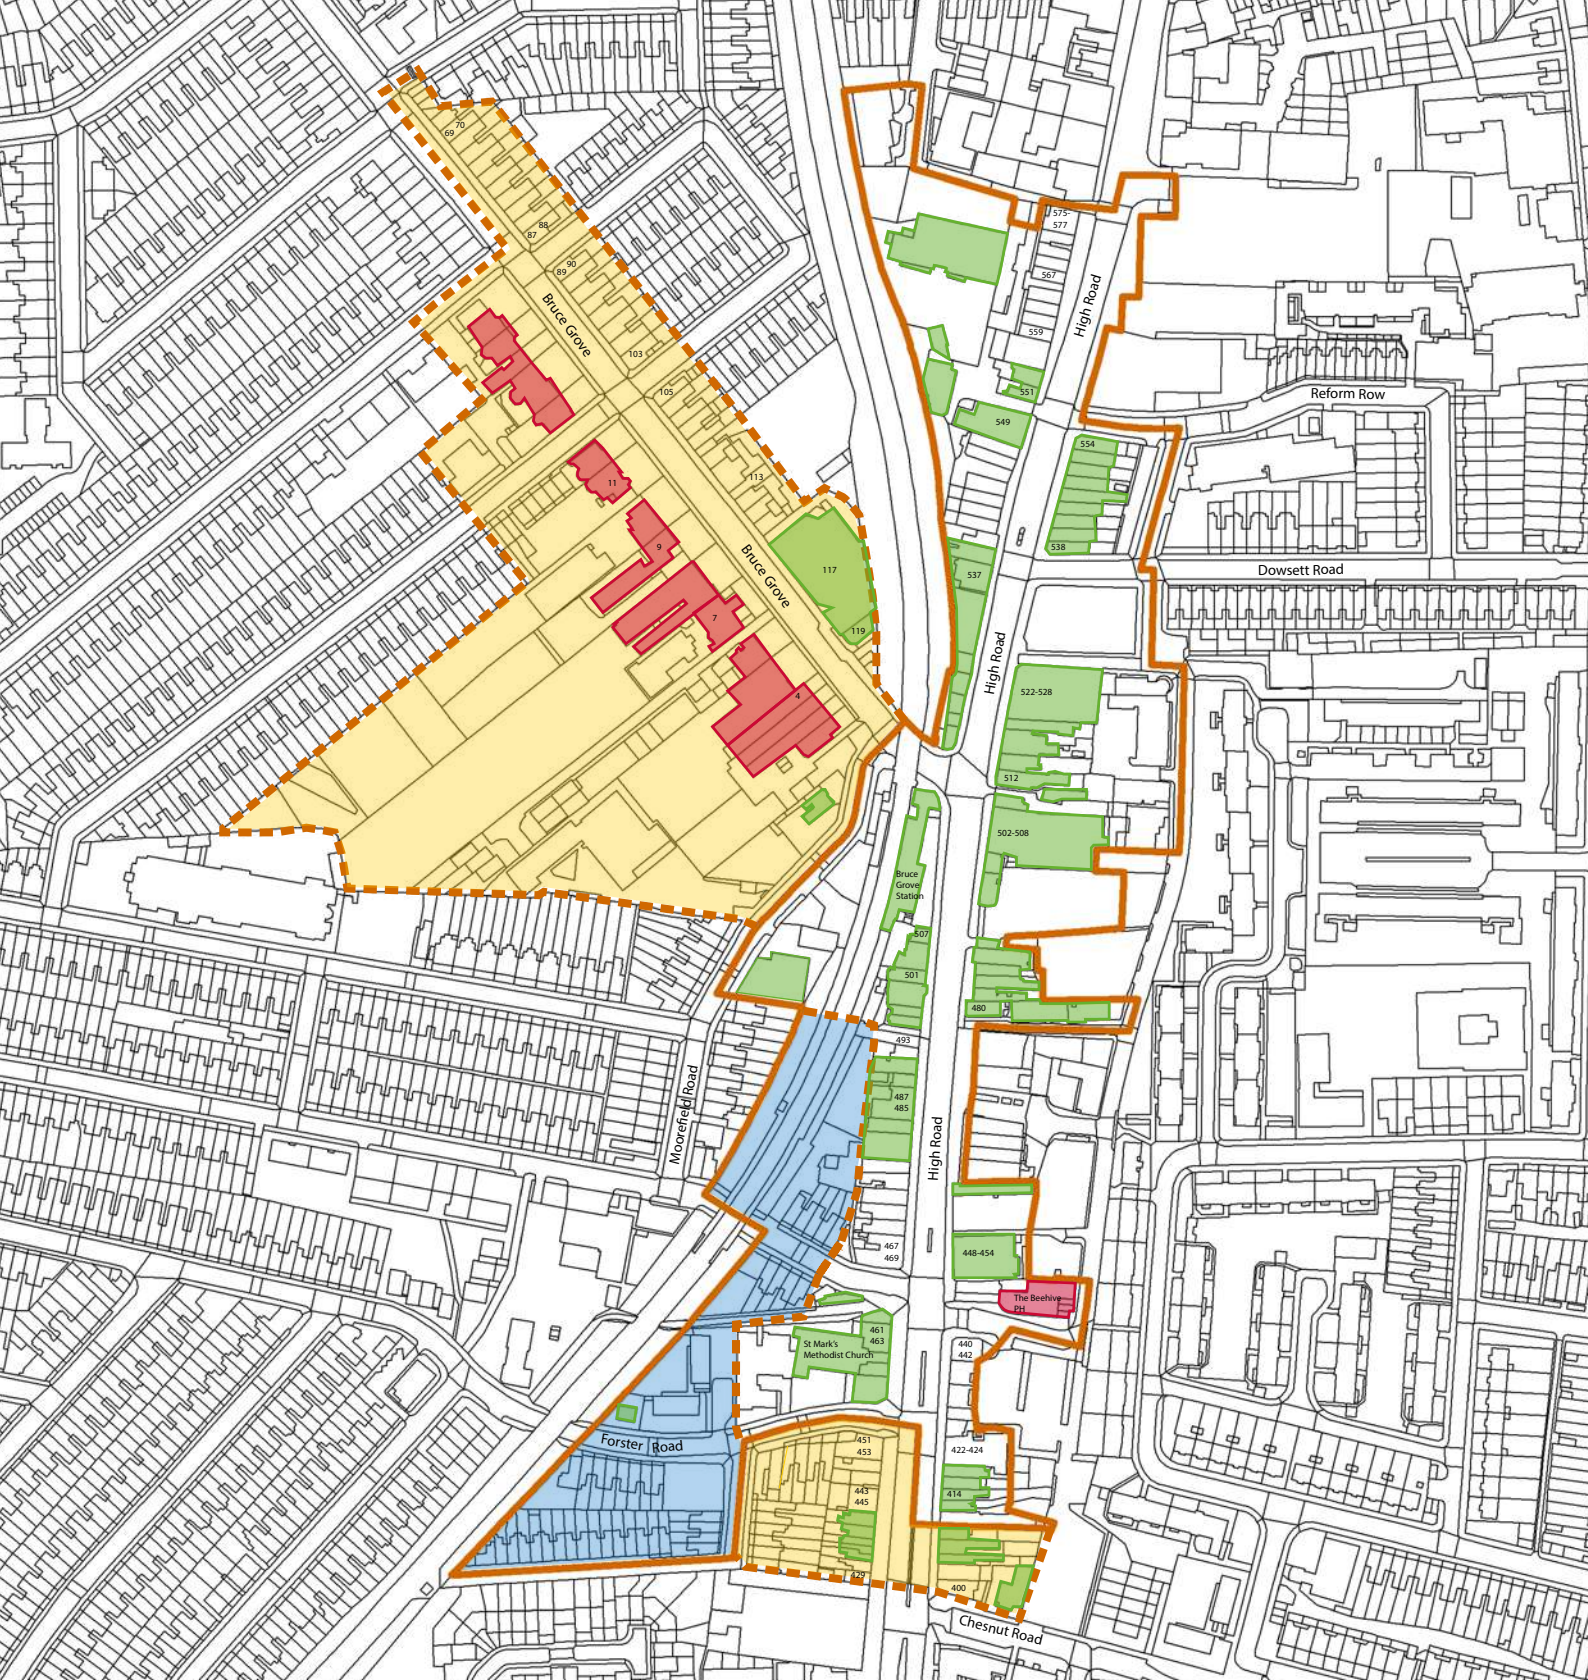 70
69
88
87
90
89
Bruce Grove
103
105
113
11
9
7
4
Bruce Grove
117
119
575-
577
567
559
High Road
551
549
554
538
537
Reform Row
Dowsett Road
High Road
522-528
512
502-508
Bruce
Grove
Station
507
501
480
493
487
485
Moorefield Road
High Road
467
469
448-454
The Beehive
PH
461
463
St Mark's
Methodist Church
440
442
Forster Road
451
453
422-424
443
445
414
429
400
Chesnut Road